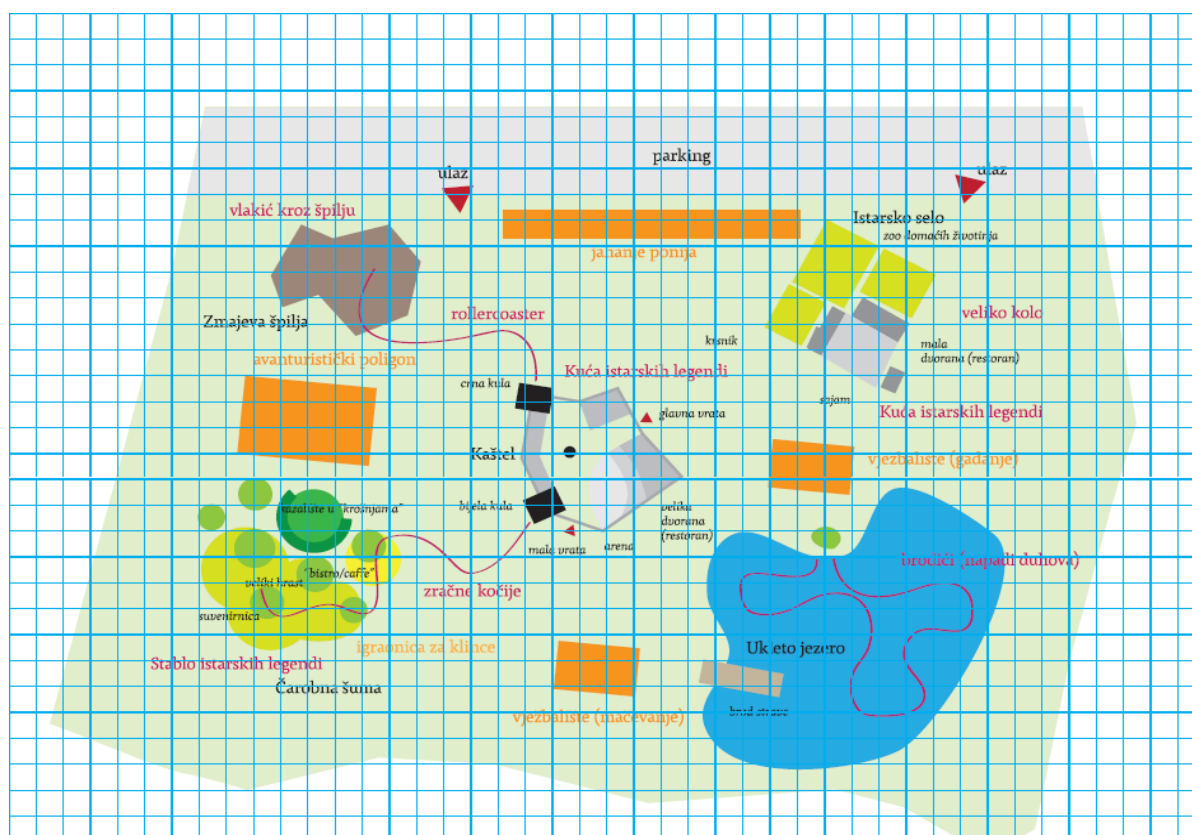 parking
ulaz
ulaz
vlakić kroz špilju
Istarsko selo
zoo domaćih životinja
jahanje ponija
Zmajeva špilja
rollercoaster
veliko kolo
krsnik
mala
dvorana (restoran)
avanturistički poligon
Kuća istarskih legendi
crna kula
sajam
glavna vrata
Kuća istarskih legendi
Kaštel
vježbalište (gađanje)
kazalište u "krošnjama"
bijela kula
velika
dvorana
(restoran)
mala vrata
arena
brodići (napadi duhova)
"bistro/caffe"
veliki hrast
zračne kočije
suvenirnica
igraonica za klince
Ukleto jezero
Stablo istarskih legendi
Čarobna šuma
brod strave
vježbalište (mačevanje)